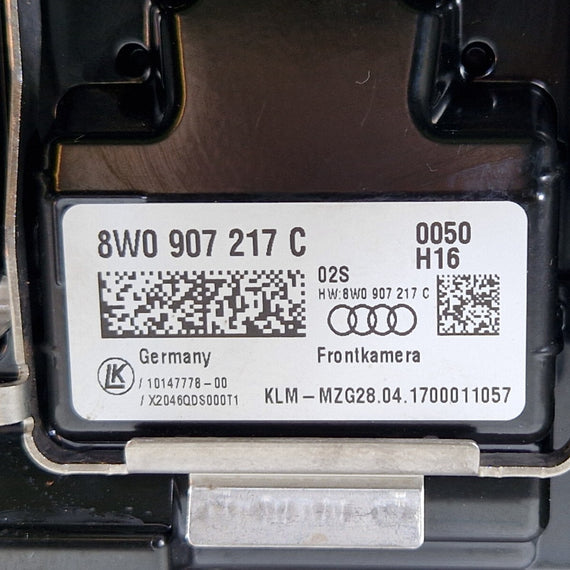 8W0 907 217 C
0050
H16
02S
HW:8W0 907 217 C
Germany
Frontkamera
LK
/ 10147778-00
/ X2046QDS000T1
KLM-MZG28.04.1700011057